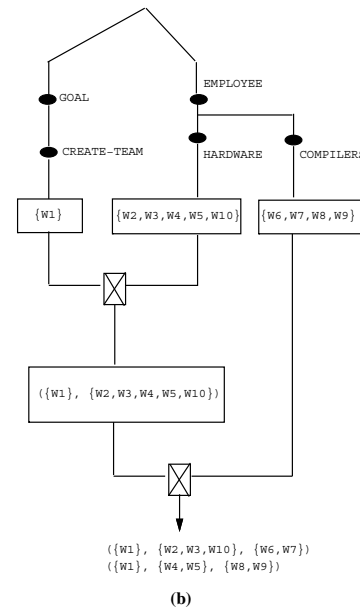 EMPLOYEE
GOAL
CREATE-TEAM
HARDWARE
COMPILERS
{W1}
{W2,W3,W4,W5,W10}
{W6,W7,W8,W9}
({W1}, {W2,W3,W4,W5,W10})
({W1}, {W2,W3,W10}, {W6,W7})
({W1}, {W4,W5}, {W8,W9})
(b)